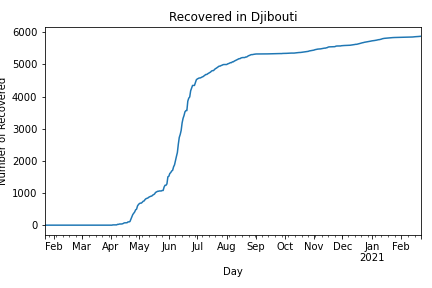 Recovered in Djibouti
Number of Recovered
6000
5000
4000
3000
2000
1000
0
Feb Mar Apr May Jun Jul Aug Sep Oct Nov Dec Jan Feb
2021
Day